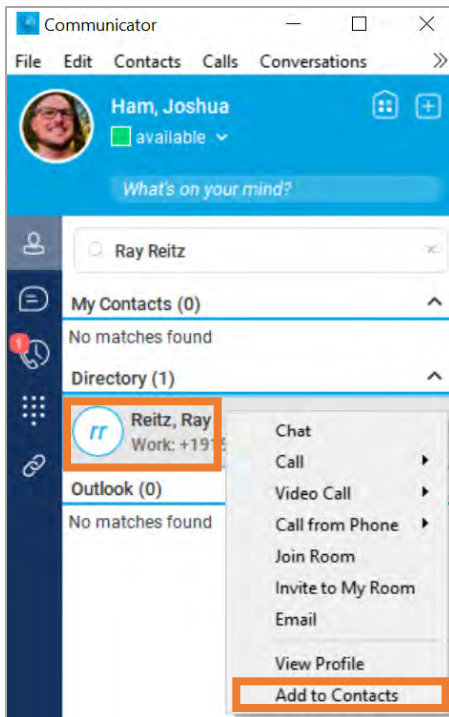 Communicator
File Edit Contacts Calls Conversations
Ham, Joshua
available
What's on your mind?
Ray Reitz
My Contacts (0)
No matches found
1
Directory (1)
rr
Reitz, Ray
Work: +1919
Outlook (0)
No matches found
Chat
Call
Video Call
Call from Phone
Join Room
Invite to My Room
Email
View Profile
Add to Contacts